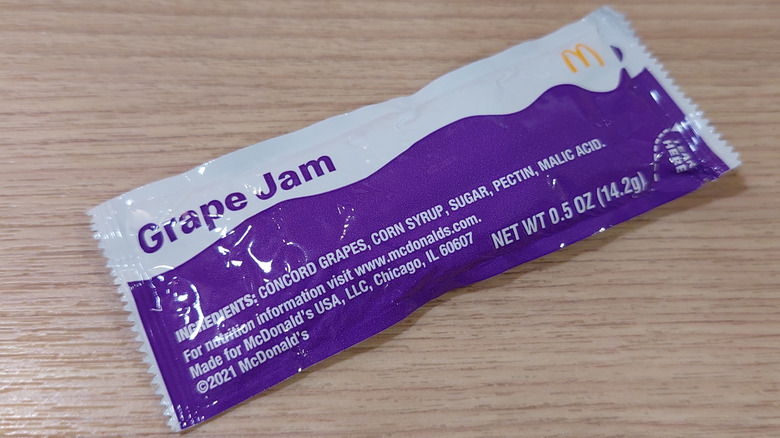 Grape Jam
INGREDIENTS: CONCORD GRAPES, CORN SYRUP, SUGAR, PECTIN, MALIC ACID.
For nutrition information visit www.mcdonalds.com.
Made for McDonald's USA, LLC, Chicago, IL 60607
©2021 McDonald's
NET WT 0.5 OZ (14.2g)
HERE